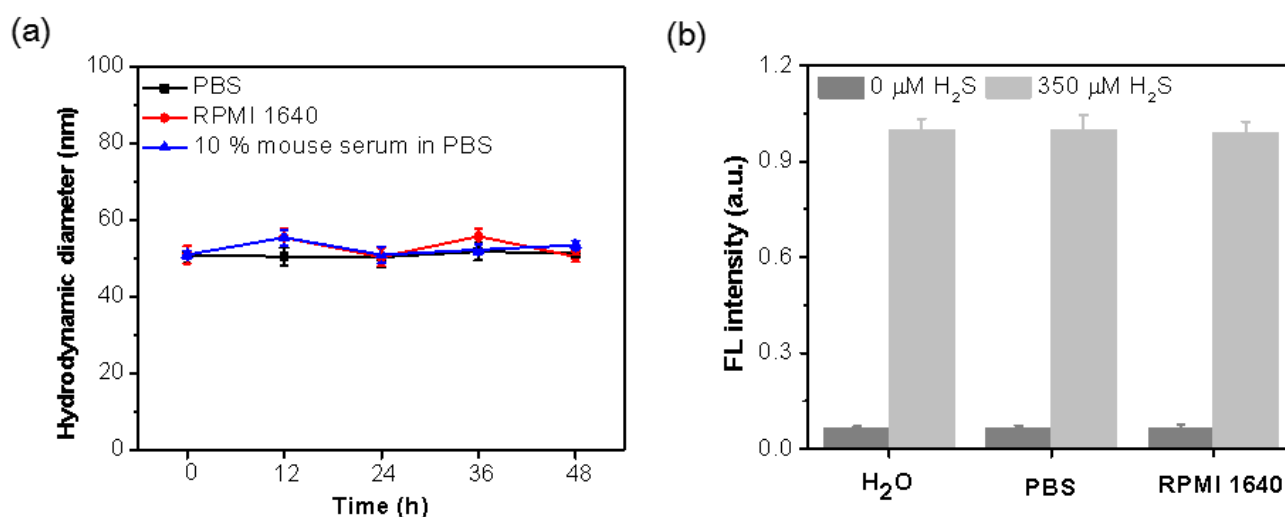 (a)
100
80
60
40
20
0
Hydrodynamic diameter (nm)
PBS
RPMI 1640
10 % mouse serum in PBS
0 12 24 36 48
Time (h)
(b)
1.2
0.9
0.6
0.3
0.0
FL intensity (a.u.)
0 μM H₂S 350 μM H₂S
H₂O PBS RPMI 1640